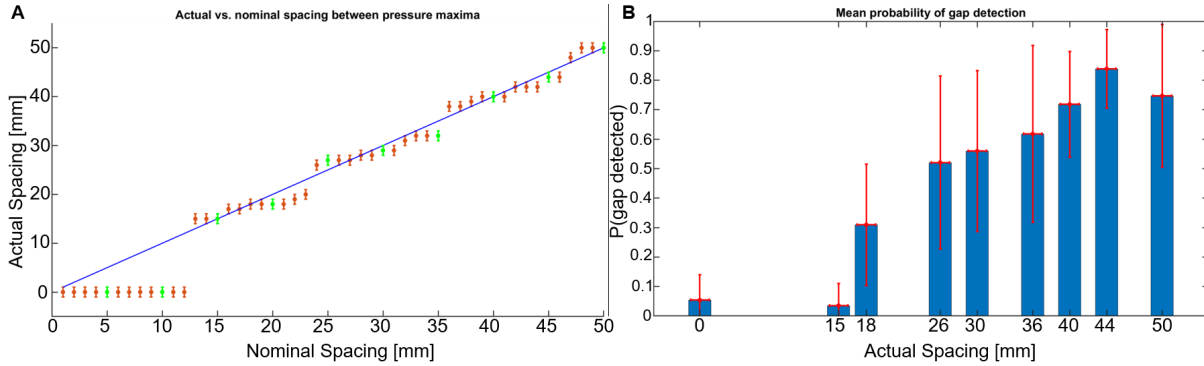 A
Actual vs. nominal spacing between pressure maxima
Actual Spacing [mm]
50
40
30
20
10
0
0 5 10 15 20 25 30 35 40 45 50
Nominal Spacing [mm]
B
Mean probability of gap detection
P(gap detected)
1
0.9
0.8
0.7
0.6
0.5
0.4
0.3
0.2
0.1
0
0 15 18 26 30 36 40 44 50
Actual Spacing [mm]